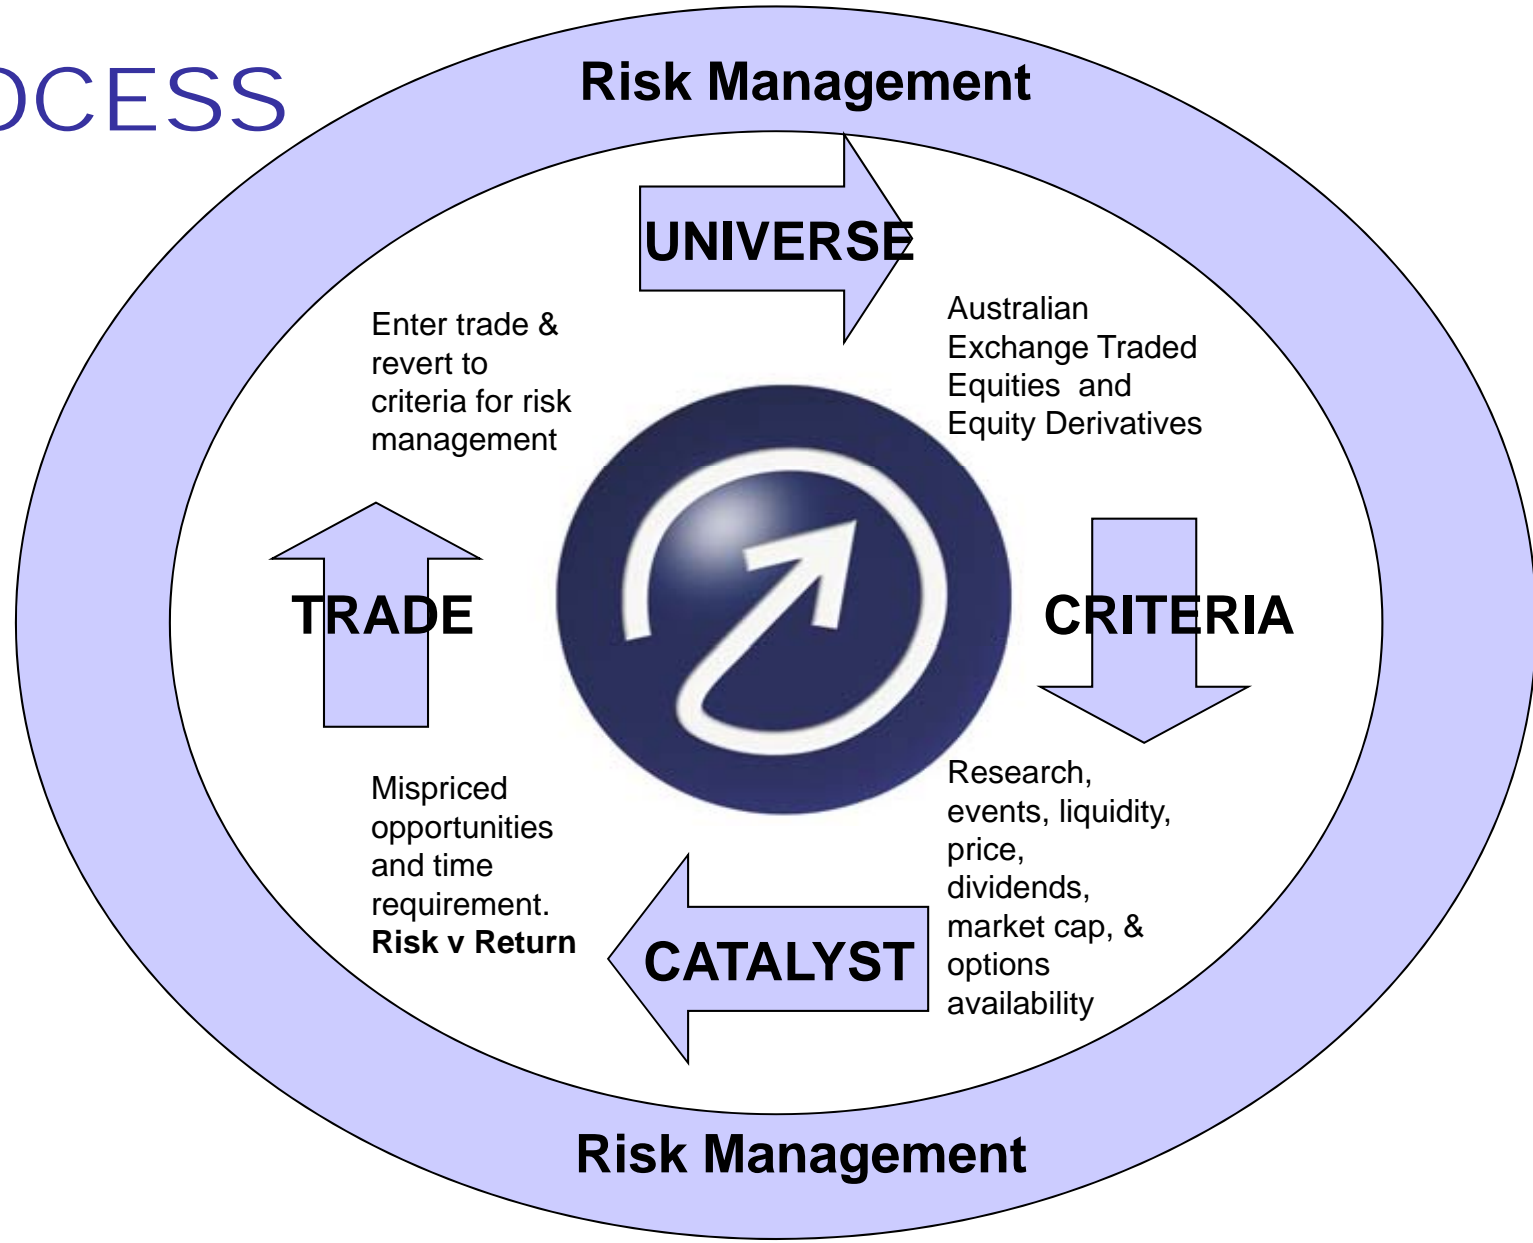 OCESS
Risk Management
UNIVERSE
Australian
Exchange Traded
Equities and
Equity Derivatives
CRITERIA
Research,
events, liquidity,
price,
dividends,
market cap, &
options
availability
CATALYST
Mispriced
opportunities
and time
requirement.
Risk v Return
TRADE
Enter trade &
revert to
criteria for risk
management
Risk Management